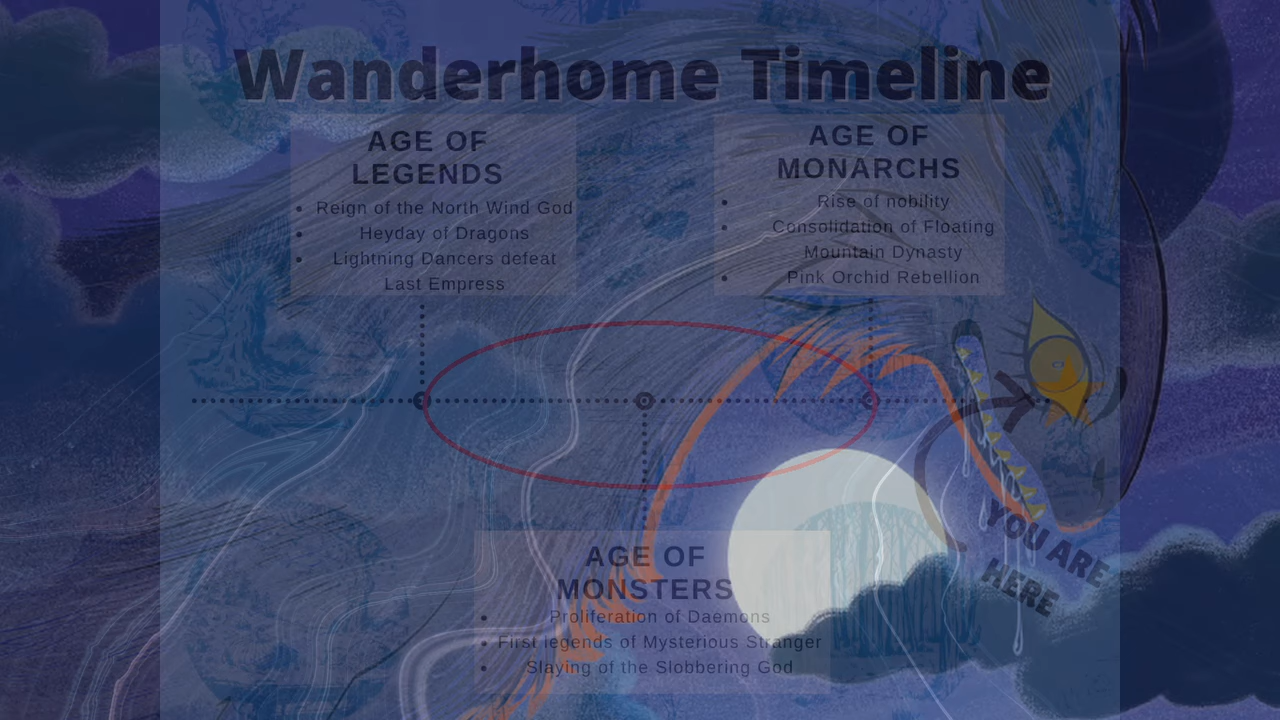 Wanderhome Timeline
AGE OF
LEGENDS
• Reign of the North Wind God
• Heyday of Dragons
• Lightning Dancers defeat
Last Empress
AGE OF
MONARCHS
• Rise of nobility
• Consolidation of Floating
Mountain Dynasty
• Pink Orchid Rebellion
YOU ARE
HERE
AGE OF
MONSTERS
• Proliferation of Daemons
• First legends of Mysterious Stranger
• Slaying of the Slobbering God